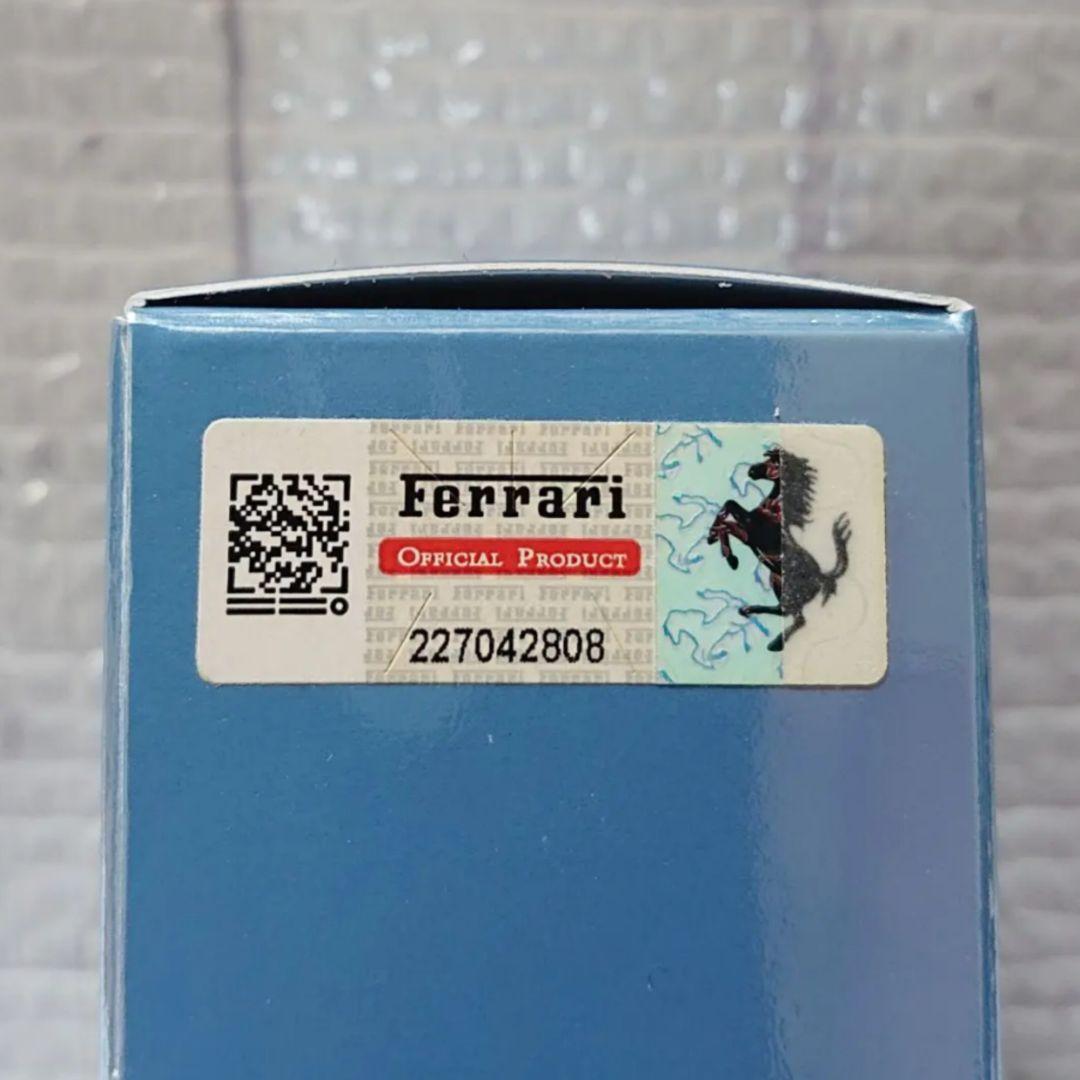 Ferrari
OFFICIAL PRODUCT
227042808